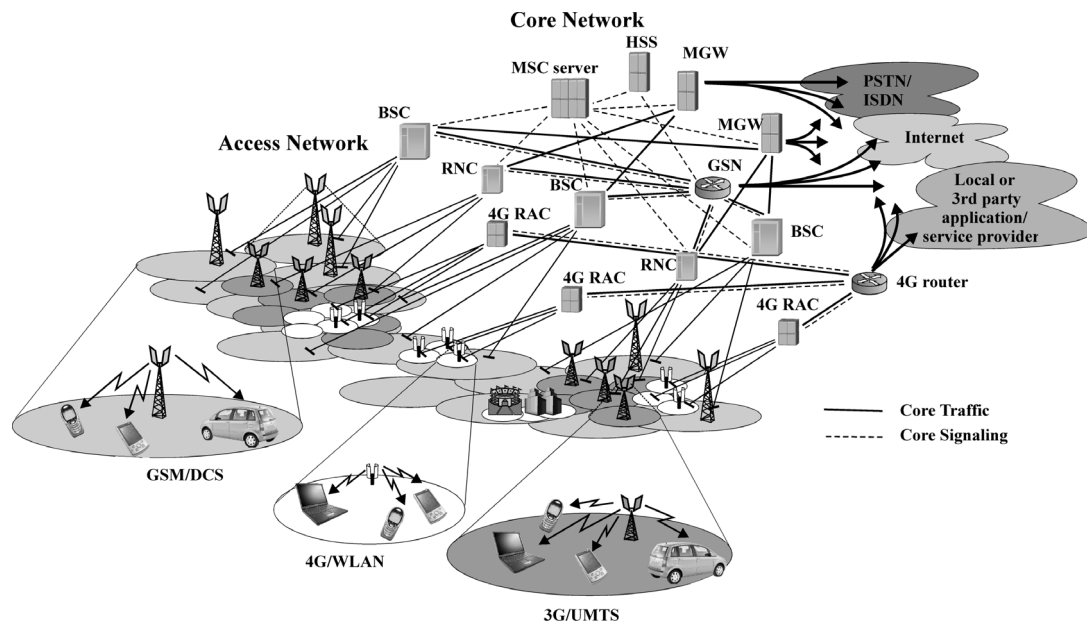 Core Network
HSS
MGW
MSC server
PSTN/
ISDN
BSC
MGW
Internet
Access Network
GSN
RNC
BSC
Local or
3rd party
application/
service provider
4G RAC
BSC
RNC
4G RAC
4G router
4G RAC
Core Traffic
Core Signaling
GSM/DCS
4G/WLAN
3G/UMTS